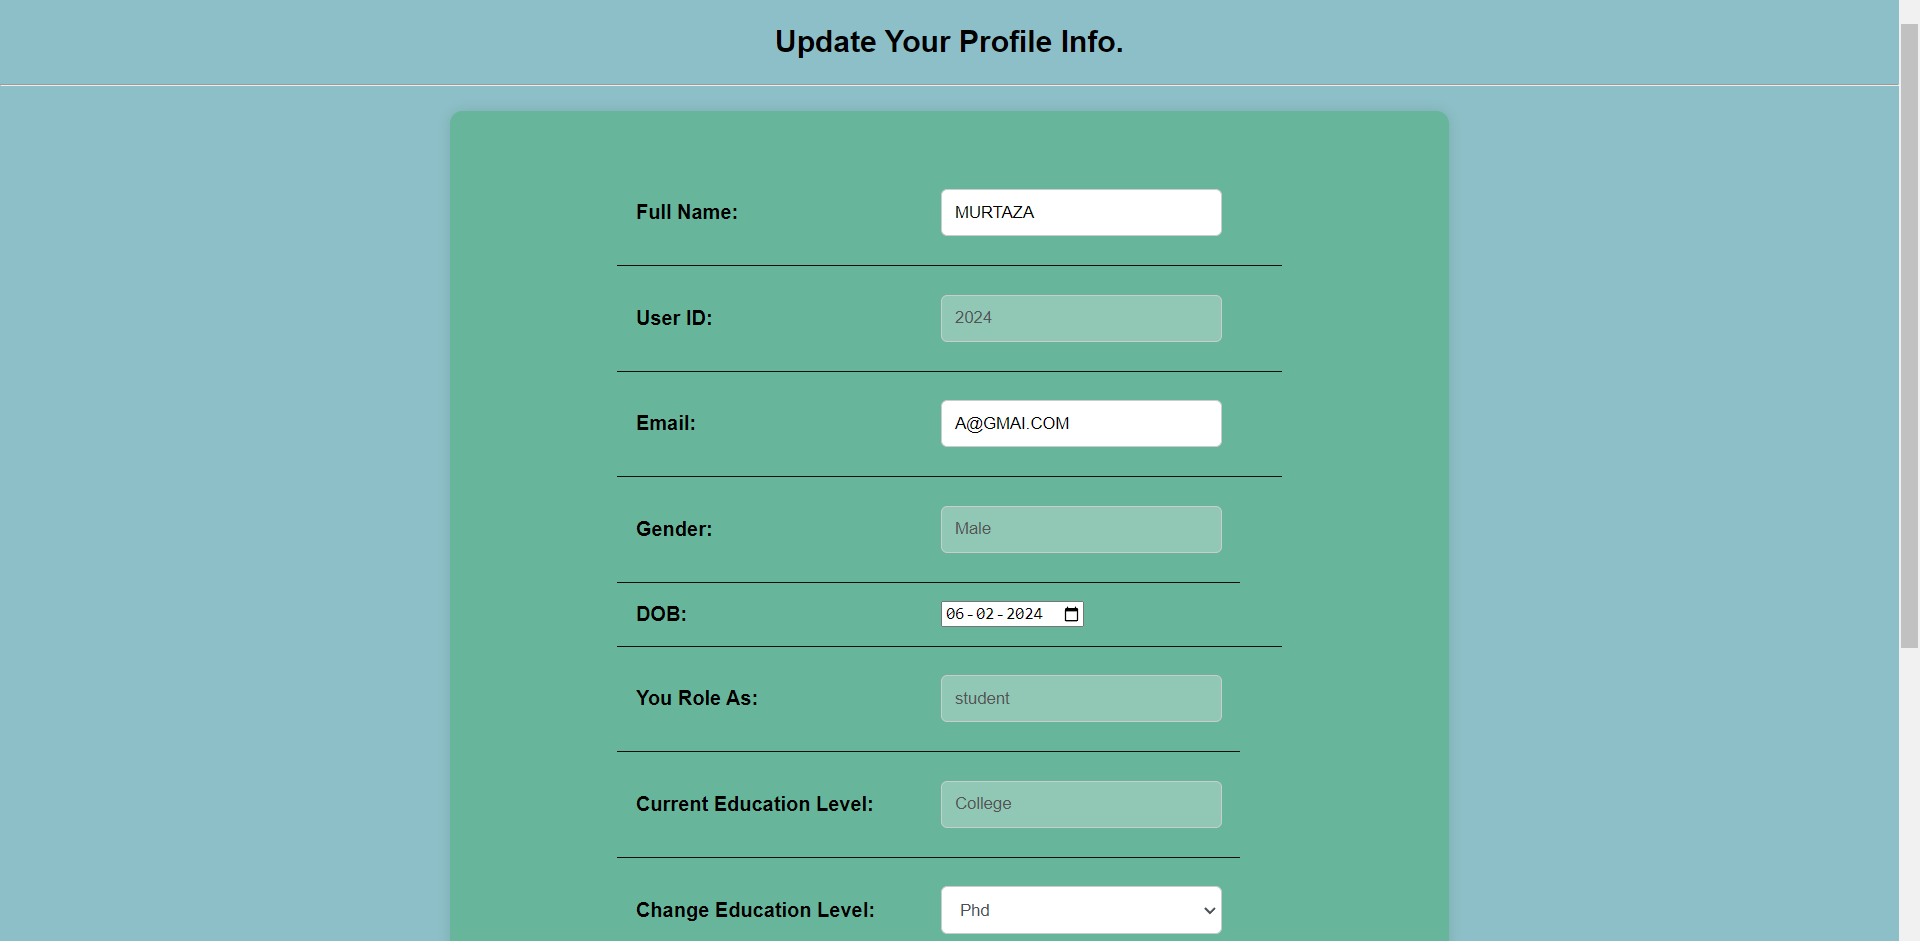 Update Your Profile Info.
Full Name: MURTAZA
User ID: 2024
Email: A@GMAI.COM
Gender: Male
DOB: 06-02-2024
You Role As: student
Current Education Level: College
Change Education Level: Phd